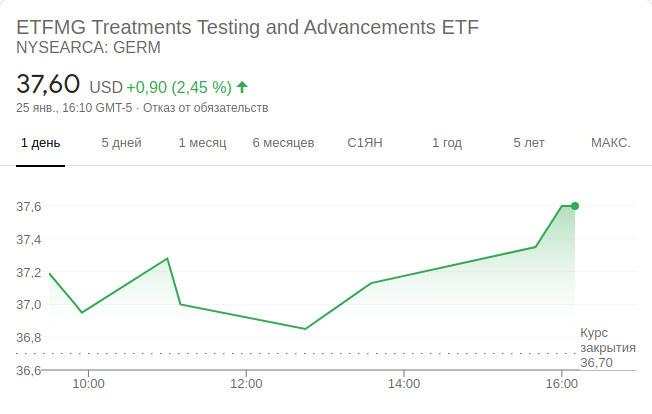 ETFMG Treatments Testing and Advancements ETF
NYSEARCA: GERM
37,60 USD +0,90 (2,45 %)
25 янв., 16:10 GMT-5 · Отказ от обязательств
1 день 5 дней 1 месяц 6 месяцев С1ЯН 1 год 5 лет МАКС.
37,6
37,4
37,2
37,0
36,8
36,6
Курс
закрытия
36,70
10:00 12:00 14:00 16:00